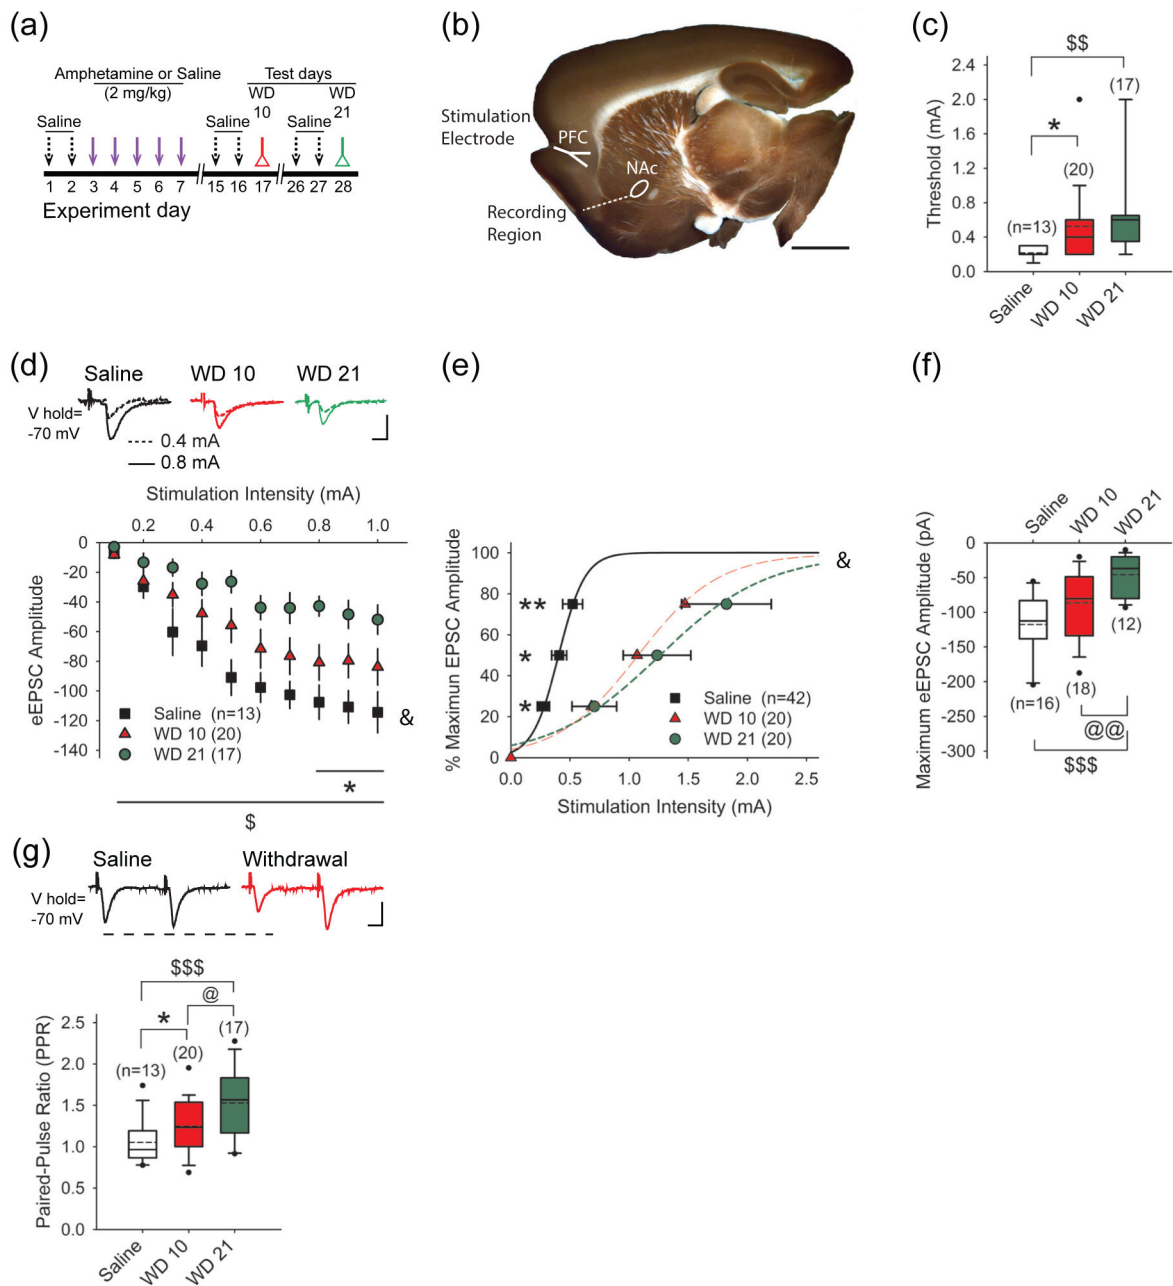 (a)
Amphetamine or Saline
(2 mg/kg)
Test days
WD
10
WD
21
Saline
Saline
Saline
1 2 3 4 5 6 7 15 16 17 26 27 28
Experiment day
(b)
Stimulation
Electrode
PFC
NAc
Recording
Region
(c)
$$
2.4
2.0
1.6
1.2
0.8
0.4
0.0
Threshold (mA)
(17)
*
(20)
(n=13)
Saline
WD 10
WD 21
(d)
Saline WD 10 WD 21
V hold=
-70 mV
0.4 mA
0.8 mA
Stimulation Intensity (mA)
0.2 0.4 0.6 0.8 1.0
0
-20
-40
-60
-80
-100
-120
-140
eEPSC Amplitude
Saline (n=13)
WD 10 (20)
WD 21 (17)
&
*
$
(e)
100
80
60
40
20
0
% Maximun EPSC Amplitude
&
**
*
*
Saline (n=42)
WD 10 (20)
WD 21 (20)
0.0 0.5 1.0 1.5 2.0 2.5
Stimulation Intensity (mA)
(f)
Saline
WD 10
WD 21
0
-50
-100
-150
-200
-250
-300
Maximum eEPSC Amplitude (pA)
(12)
(n=16)
(18)
@@
$$$
(g)
Saline Withdrawal
V hold=
-70 mV
$$$
@
2.5
2.0
1.5
1.0
0.5
0.0
Paired-Pulse Ratio (PPR)
*
(17)
(20)
(n=13)
Saline
WD 10
WD 21